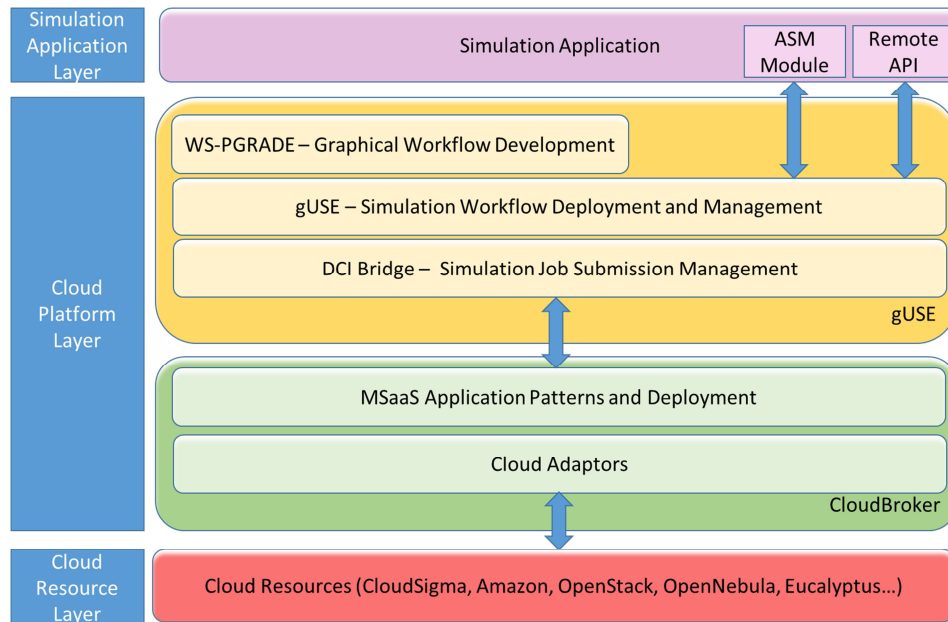 Simulation
Application
Layer
Simulation Application
ASM
Module
Remote
API
Cloud
Platform
Layer
WS-PGRADE – Graphical Workflow Development
gUSE – Simulation Workflow Deployment and Management
DCI Bridge –  Simulation Job Submission Management
gUSE
MSaaS Application Patterns and Deployment
Cloud Adaptors
CloudBroker
Cloud
Resource
Layer
Cloud Resources (CloudSigma, Amazon, OpenStack, OpenNebula, Eucalyptus…)